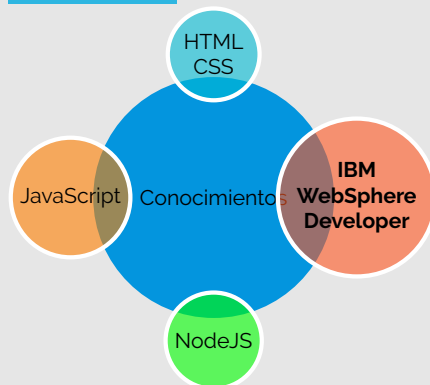 HTML
CSS
JavaScript
Conocimientos
IBM
WebSphere
Developer
NodeJS